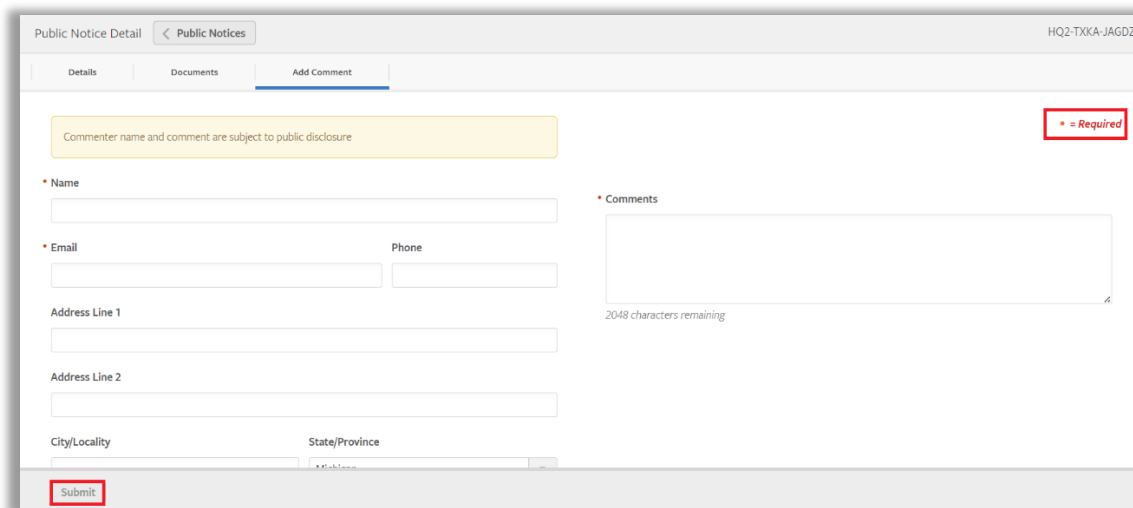 Public Notice Detail < Public Notices HQ2-TXKA-JAGDZ
Details Documents Add Comment
Commenter name and comment are subject to public disclosure
* = Required
* Name
* Email Phone
Address Line 1
Address Line 2
City/Locality State/Province
Michigan
* Comments
2048 characters remaining
Submit